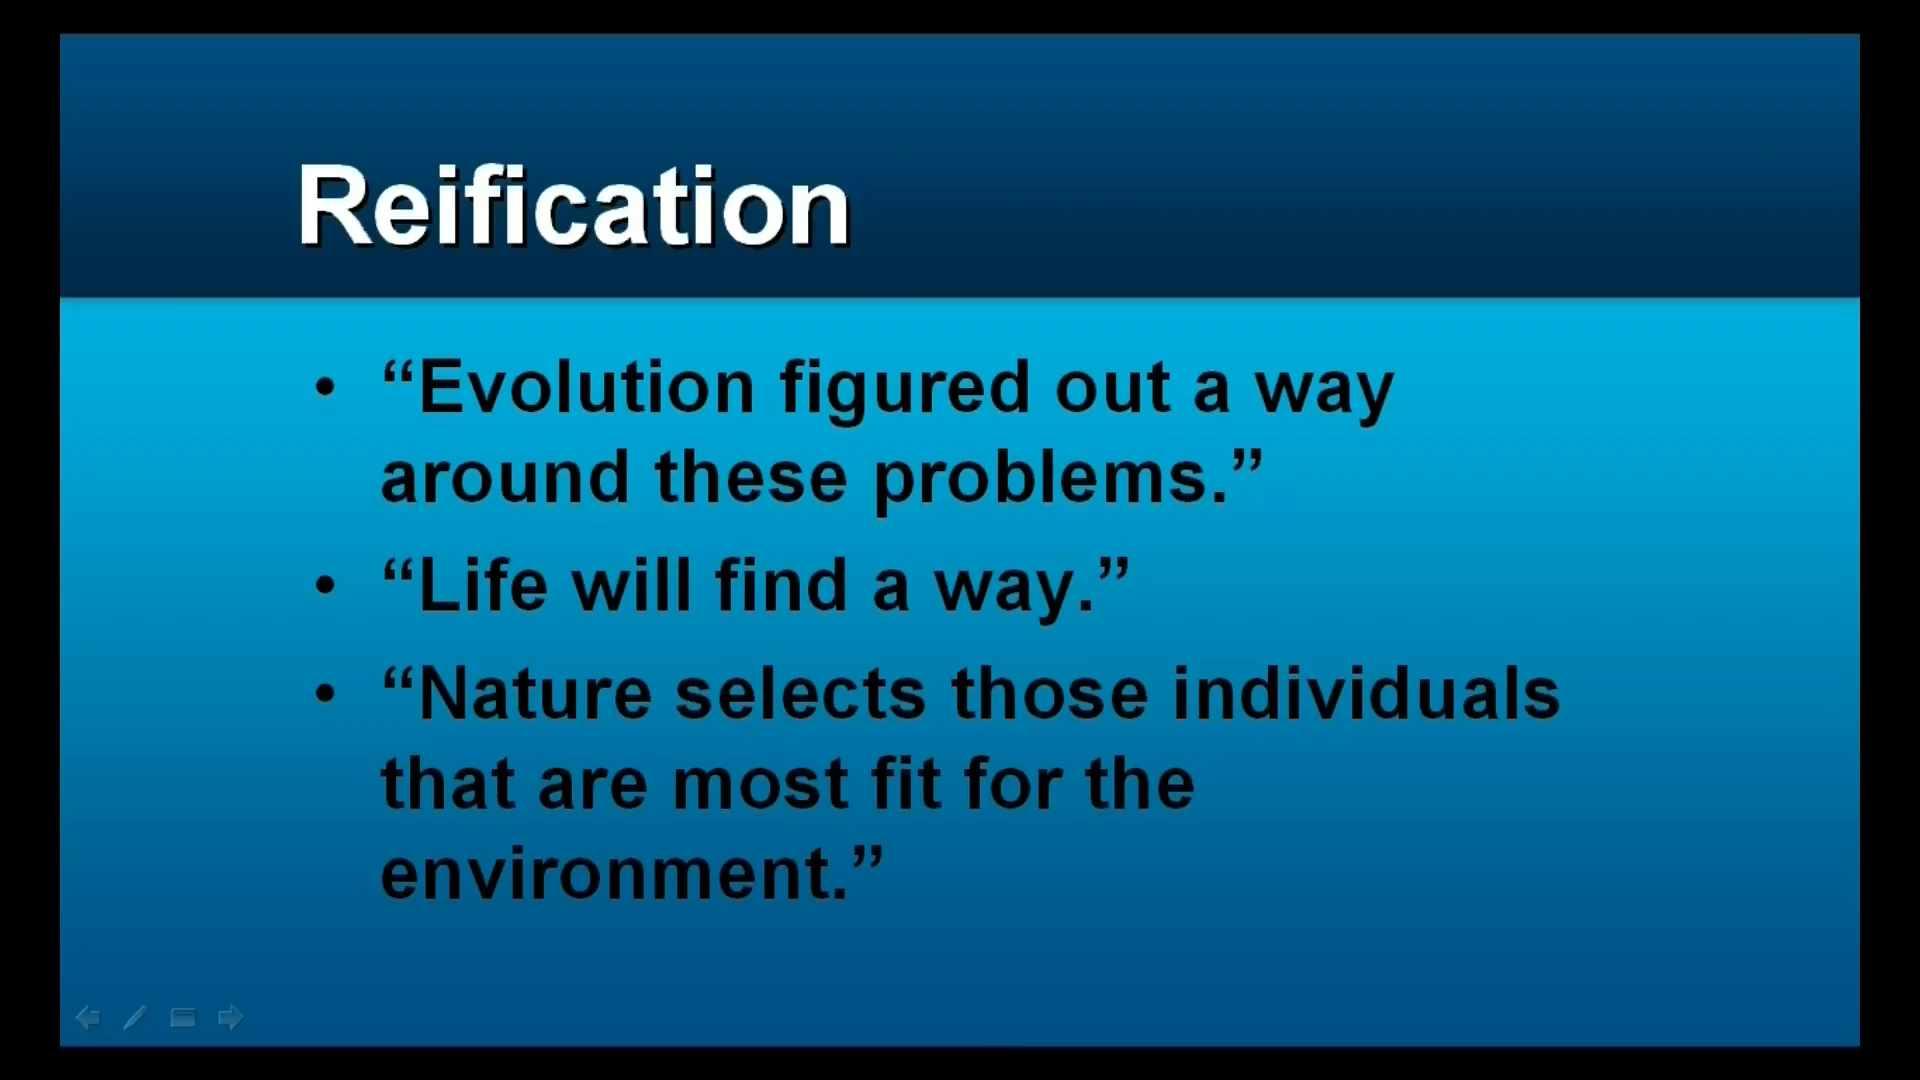 Reification
• “Evolution figured out a way
around these problems.”
• “Life will find a way.”
• “Nature selects those individuals
that are most fit for the
environment.”